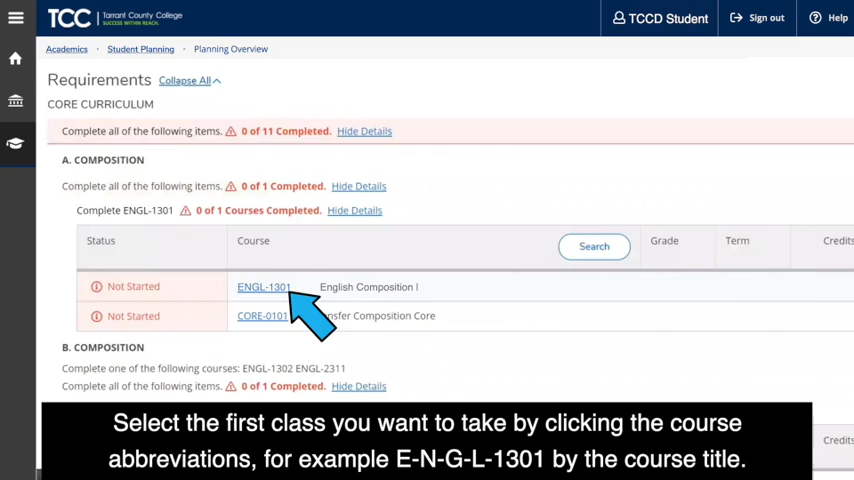 TCC Tarrant County College
SUCCESS WITHIN REACH.
TCCD Student
Sign out
Help
Academics · Student Planning · Planning Overview
Requirements Collapse All
CORE CURRICULUM
Complete all of the following items. 0 of 11 Completed. Hide Details
A. COMPOSITION
Complete all of the following items. 0 of 1 Completed. Hide Details
Complete ENGL-1301 0 of 1 Courses Completed. Hide Details
Status Course Search Grade Term Credits
Not Started ENGL-1301 English Composition I
Not Started CORE-0101 Composition Core
B. COMPOSITION
Complete one of the following courses: ENGL-1302 ENGL-2311
Complete all of the following items. 0 of 1 Completed. Hide Details
Credits
Select the first class you want to take by clicking the course
abbreviations, for example E-N-G-L-1301 by the course title.